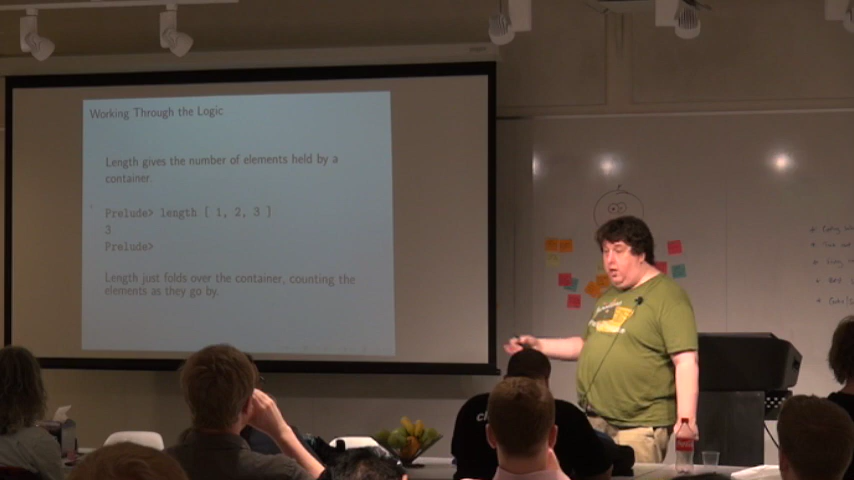 Working Through the Logic
Length gives the number of elements held by a
container.
Prelude> length [ 1, 2, 3 ]
3
Prelude>
Length just folds over the container, counting the
elements as they go by.